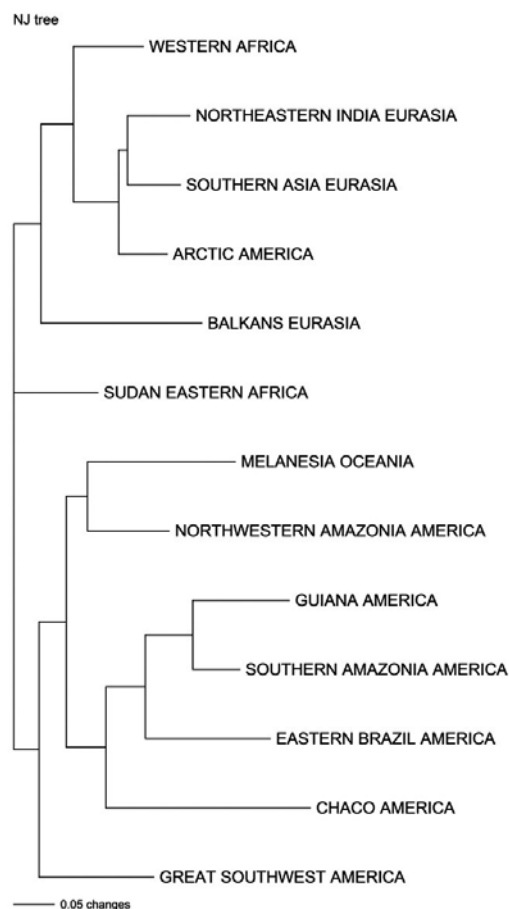 NJ tree
WESTERN AFRICA
NORTHEASTERN INDIA EURASIA
SOUTHERN ASIA EURASIA
ARCTIC AMERICA
BALKANS EURASIA
SUDAN EASTERN AFRICA
MELANESIA OCEANIA
NORTHWESTERN AMAZONIA AMERICA
GUIANA AMERICA
SOUTHERN AMAZONIA AMERICA
EASTERN BRAZIL AMERICA
CHACO AMERICA
GREAT SOUTHWEST AMERICA
0.05 changes